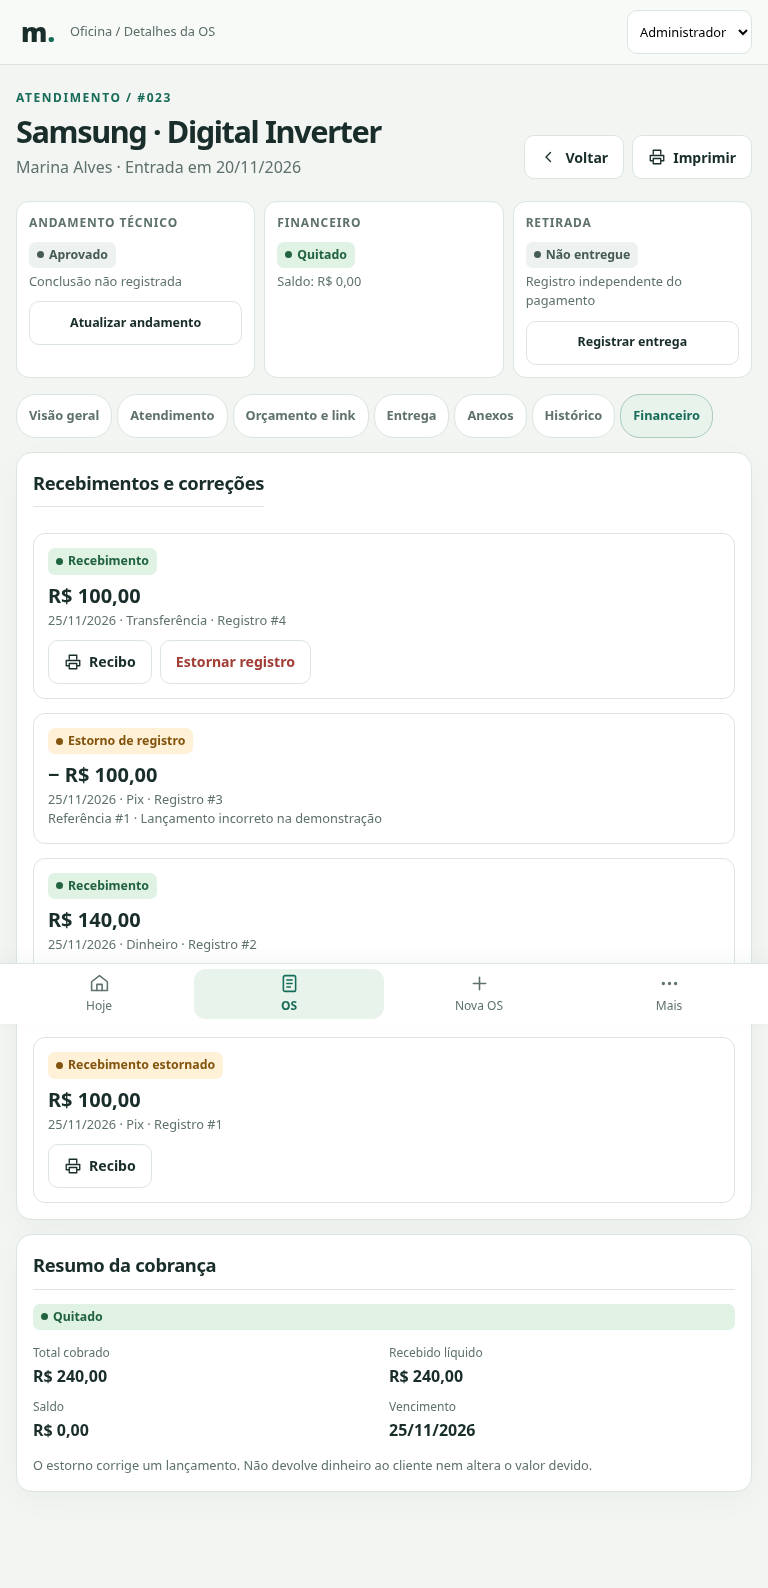 m.
Oficina / Detalhes da OS
Administrador
ATENDIMENTO / #023
Samsung · Digital Inverter
Marina Alves · Entrada em 20/11/2026
Voltar
Imprimir
ANDAMENTO TÉCNICO
Aprovado
Conclusão não registrada
Atualizar andamento
FINANCEIRO
Quitado
Saldo: R$ 0,00
RETIRADA
Não entregue
Registro independente do
pagamento
Registrar entrega
Visão geral
Atendimento
Orçamento e link
Entrega
Anexos
Histórico
Financeiro
Recebimentos e correções
Recebimento
R$ 100,00
25/11/2026 · Transferência · Registro #4
Recibo
Estornar registro
Estorno de registro
− R$ 100,00
25/11/2026 · Pix · Registro #3
Referência #1 · Lançamento incorreto na demonstração
Recebimento
R$ 140,00
25/11/2026 · Dinheiro · Registro #2
Hoje
OS
Nova OS
Mais
Recebimento estornado
R$ 100,00
25/11/2026 · Pix · Registro #1
Recibo
Resumo da cobrança
Quitado
Total cobrado
R$ 240,00
Recebido líquido
R$ 240,00
Saldo
R$ 0,00
Vencimento
25/11/2026
O estorno corrige um lançamento. Não devolve dinheiro ao cliente nem altera o valor devido.